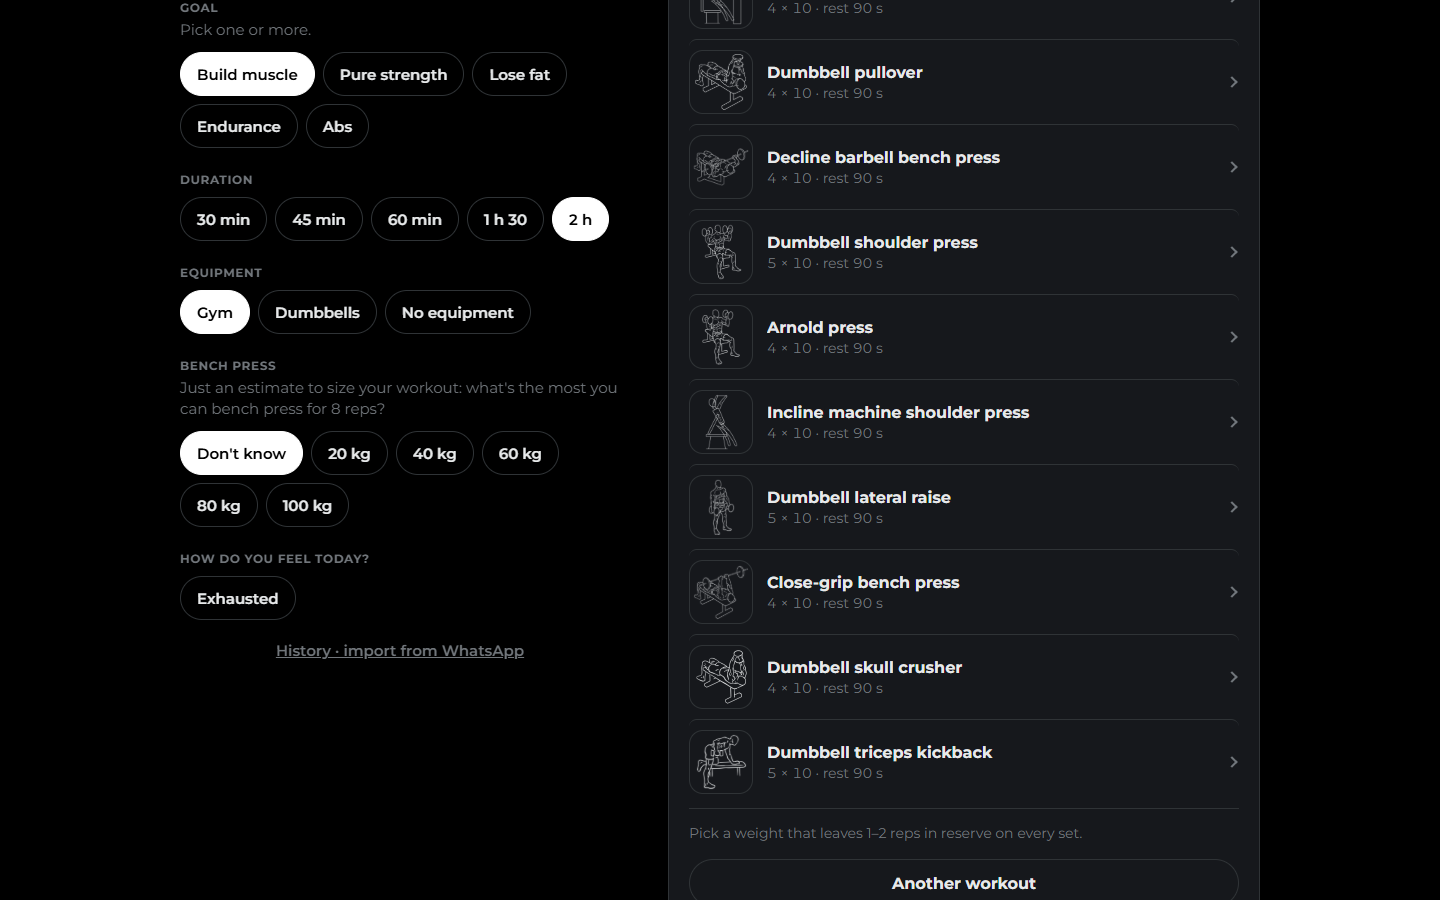 GOAL
Pick one or more.
Build muscle
Pure strength
Lose fat
Endurance
Abs
DURATION
30 min
45 min
60 min
1 h 30
2 h
EQUIPMENT
Gym
Dumbbells
No equipment
BENCH PRESS
Just an estimate to size your workout: what's the most you
can bench press for 8 reps?
Don't know
20 kg
40 kg
60 kg
80 kg
100 kg
HOW DO YOU FEEL TODAY?
Exhausted
History · import from WhatsApp
4 × 10 · rest 90 s
Dumbbell pullover
4 × 10 · rest 90 s
Decline barbell bench press
4 × 10 · rest 90 s
Dumbbell shoulder press
5 × 10 · rest 90 s
Arnold press
4 × 10 · rest 90 s
Incline machine shoulder press
4 × 10 · rest 90 s
Dumbbell lateral raise
5 × 10 · rest 90 s
Close-grip bench press
4 × 10 · rest 90 s
Dumbbell skull crusher
4 × 10 · rest 90 s
Dumbbell triceps kickback
5 × 10 · rest 90 s
Pick a weight that leaves 1–2 reps in reserve on every set.
Another workout